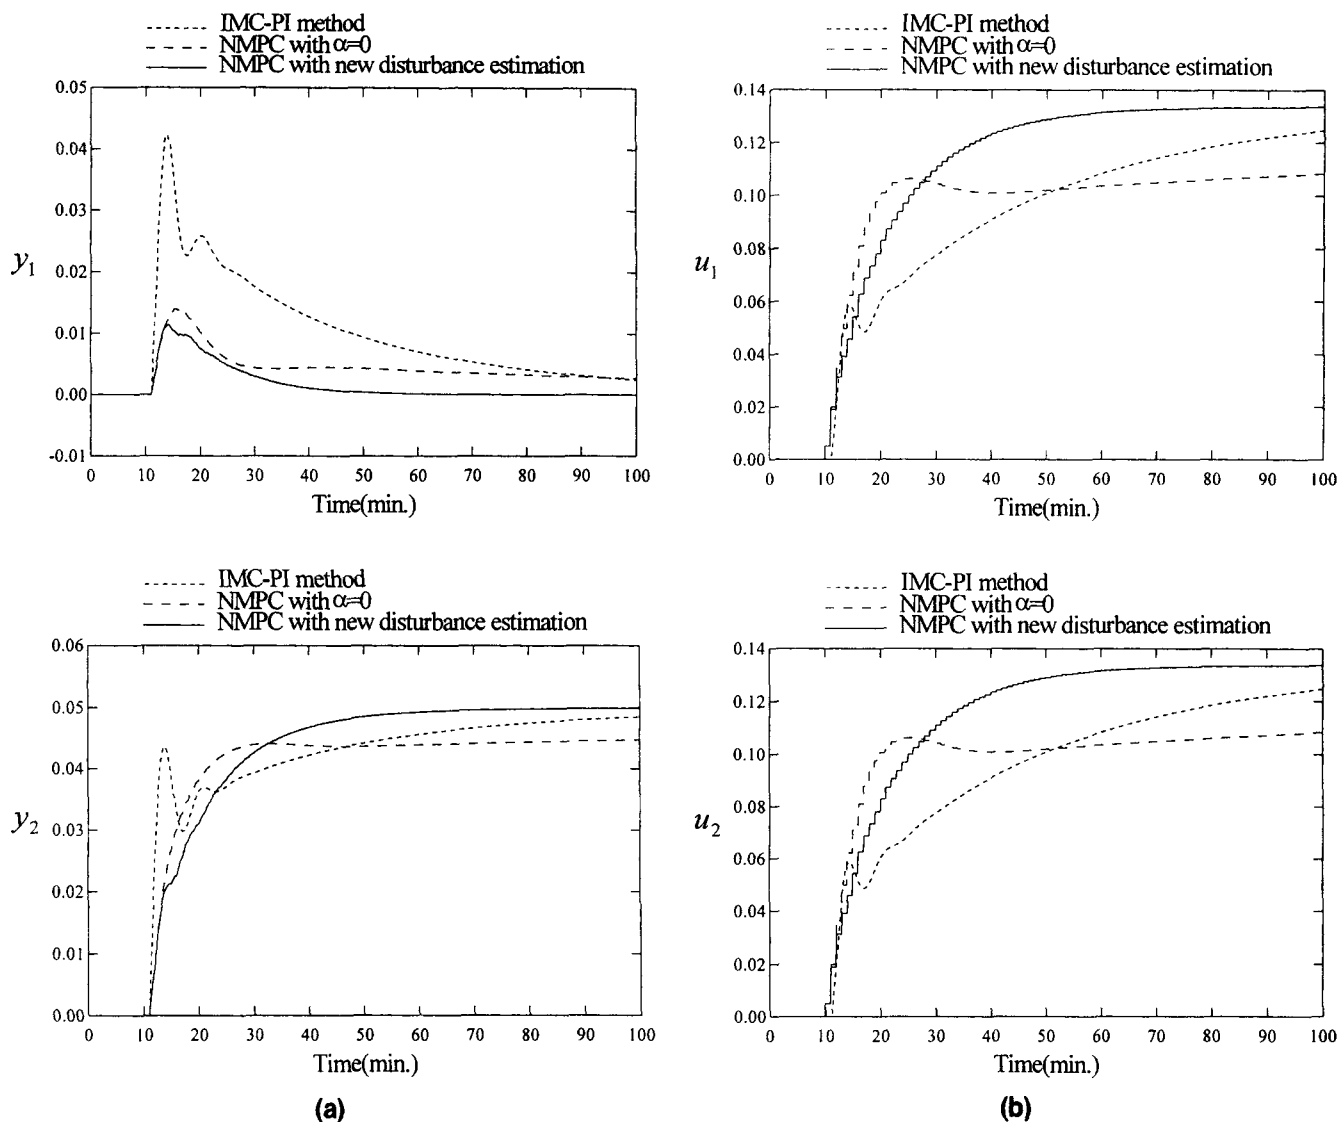 IMC-PI method
NMPC with α=0
NMPC with new disturbance estimation
0.05
0.04
0.03
0.02
0.01
0.00
-0.01
y1
0 10 20 30 40 50 60 70 80 90 100
Time(min.)
IMC-PI method
NMPC with α=0
NMPC with new disturbance estimation
0.14
0.12
0.10
0.08
0.06
0.04
0.02
0.00
u1
0 10 20 30 40 50 60 70 80 90 100
Time(min.)
IMC-PI method
NMPC with α=0
NMPC with new disturbance estimation
0.06
0.05
0.04
0.03
0.02
0.01
0.00
y2
0 10 20 30 40 50 60 70 80 90 100
Time(min.)
(a)
IMC-PI method
NMPC with α=0
NMPC with new disturbance estimation
0.14
0.12
0.10
0.08
0.06
0.04
0.02
0.00
u2
0 10 20 30 40 50 60 70 80 90 100
Time(min.)
(b)